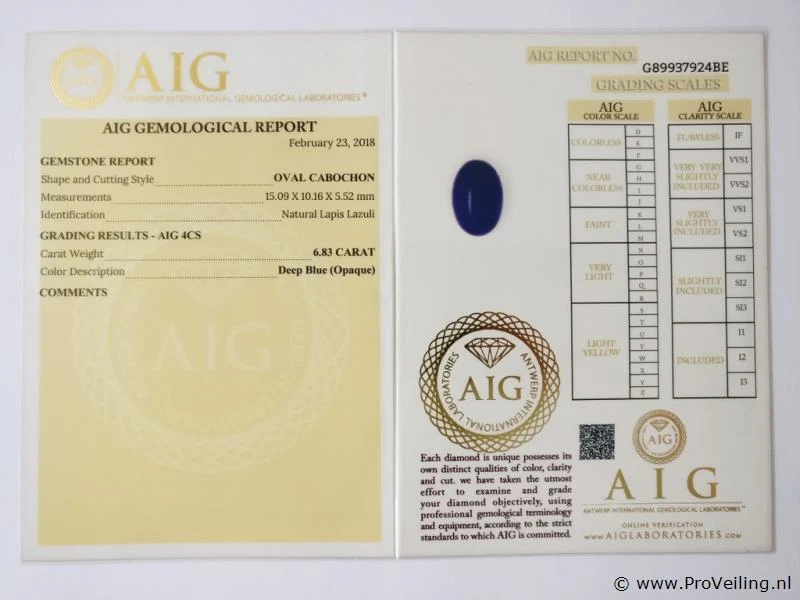 AIG
AIG
ANTWERP INTERNATIONAL GEMOLOGICAL LABORATORIES ®
AIG GEMOLOGICAL REPORT
February 23, 2018
GEMSTONE REPORT
Shape and Cutting Style OVAL CABOCHON
Measurements 15.09 X 10.16 X 5.52 mm
Identification Natural Lapis Lazuli
GRADING RESULTS - AIG 4CS
Carat Weight 6.83 CARAT
Color Description Deep Blue (Opaque)
COMMENTS
AIG
AIG REPORT NO.
G89937924BE
GRADING SCALES
AIG
COLOR SCALE
COLORLESS
D
E
F
NEAR
COLORLESS
G
H
I
J
FAINT
K
L
M
VERY
LIGHT
N
O
P
Q
R
LIGHT
YELLOW
S
T
U
V
W
X
Y
Z
AIG
CLARITY SCALE
FLAWLESS
IF
VERY VERY
SLIGHTLY
INCLUDED
VVS1
VVS2
VERY
SLIGHTLY
INCLUDED
VS1
VS2
SLIGHTLY
INCLUDED
SI1
SI2
SI3
INCLUDED
I1
I2
I3
ANTWERP INTERNATIONAL GEMOLOGICAL LABORATORIES
AIG
Each diamond is unique possesses its
own distinct qualities of color, clarity
and cut. we have taken the utmost
effort to examine and grade
your diamond objectively, using
professional gemological terminology
and equipment, according to the strict
standards to which AIG is committed.
AIG
AIG
ANTWERP INTERNATIONAL GEMOLOGICAL LABORATORIES ™
ONLINE VERIFICATION
WWW.AIGLABORATORIES.COM
© www.ProVeiling.nl